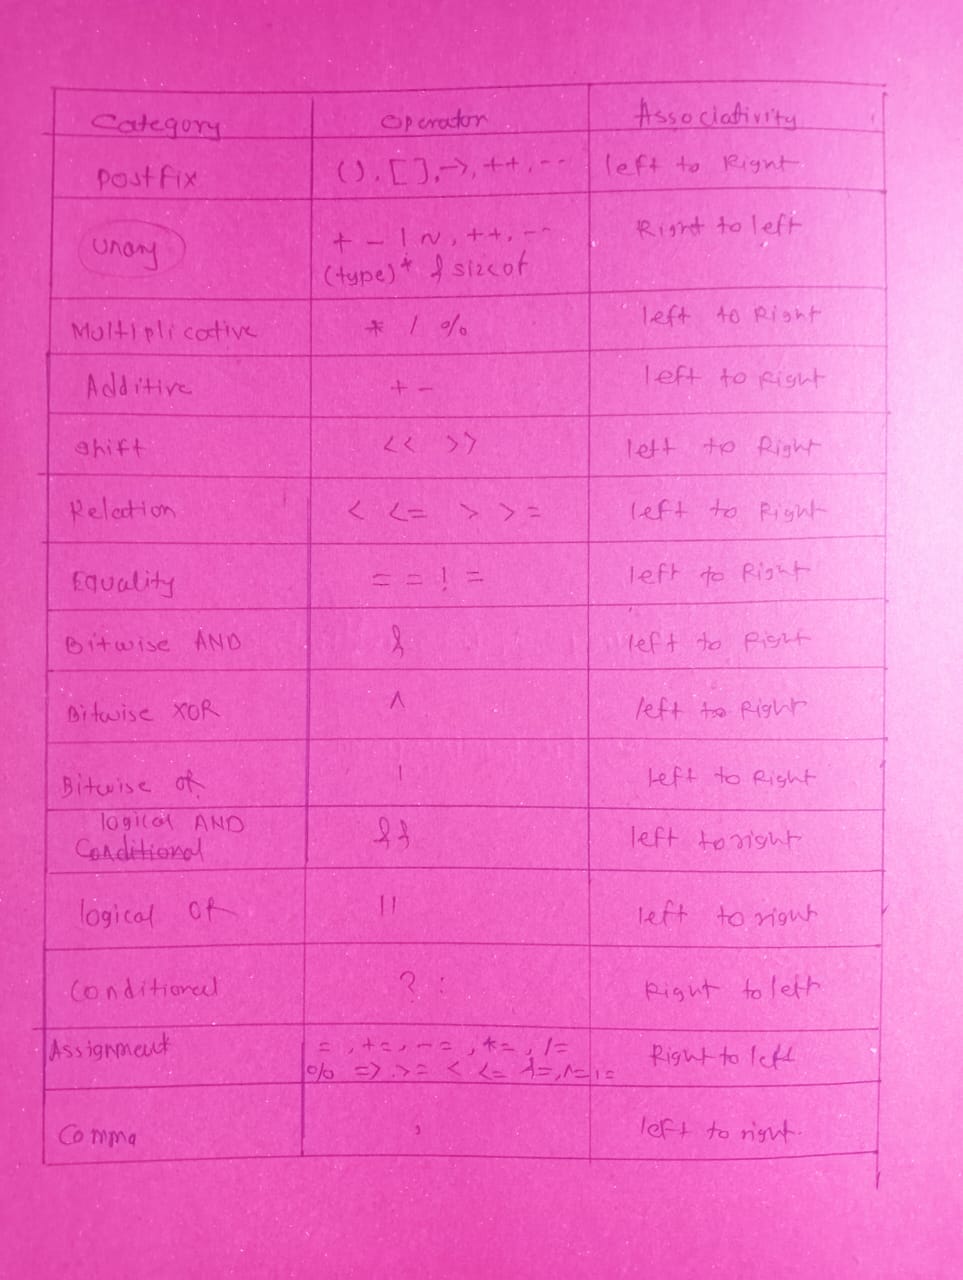 Category Operator Associativity
Postfix () . [ ] , -> , ++ , -- left to Right
Unary + - ! ~ , ++ , -- Right to left
(type)* & sizeof
Multiplicative * / % left to Right
Additive + - left to Right
shift << >> left to Right
Relation < <= > >= left to Right
Equality == != left to Right
Bitwise AND & left to Right
Bitwise XOR ^ left to Right
Bitwise OR | left to Right
logical AND && left to right
Conditional
logical OR || left to right
Conditional ? : Right to left
Assignment = , += , -= , *= , /= Right to left
% => . >= < <= &= , ^= |=
Comma , left to right.